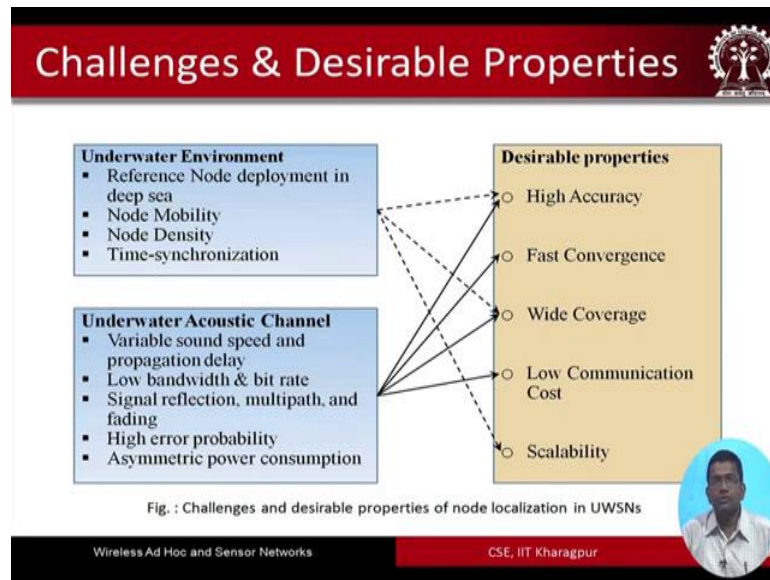 Challenges & Desirable Properties
Underwater Environment
▪ Reference Node deployment in
deep sea
▪ Node Mobility
▪ Node Density
▪ Time-synchronization
Underwater Acoustic Channel
▪ Variable sound speed and
propagation delay
▪ Low bandwidth & bit rate
▪ Signal reflection, multipath, and
fading
▪ High error probability
▪ Asymmetric power consumption
Desirable properties
○ High Accuracy
○ Fast Convergence
○ Wide Coverage
○ Low Communication
Cost
○ Scalability
Fig. : Challenges and desirable properties of node localization in UWSNs
Wireless Ad Hoc and Sensor Networks
CSE, IIT Kharagpur